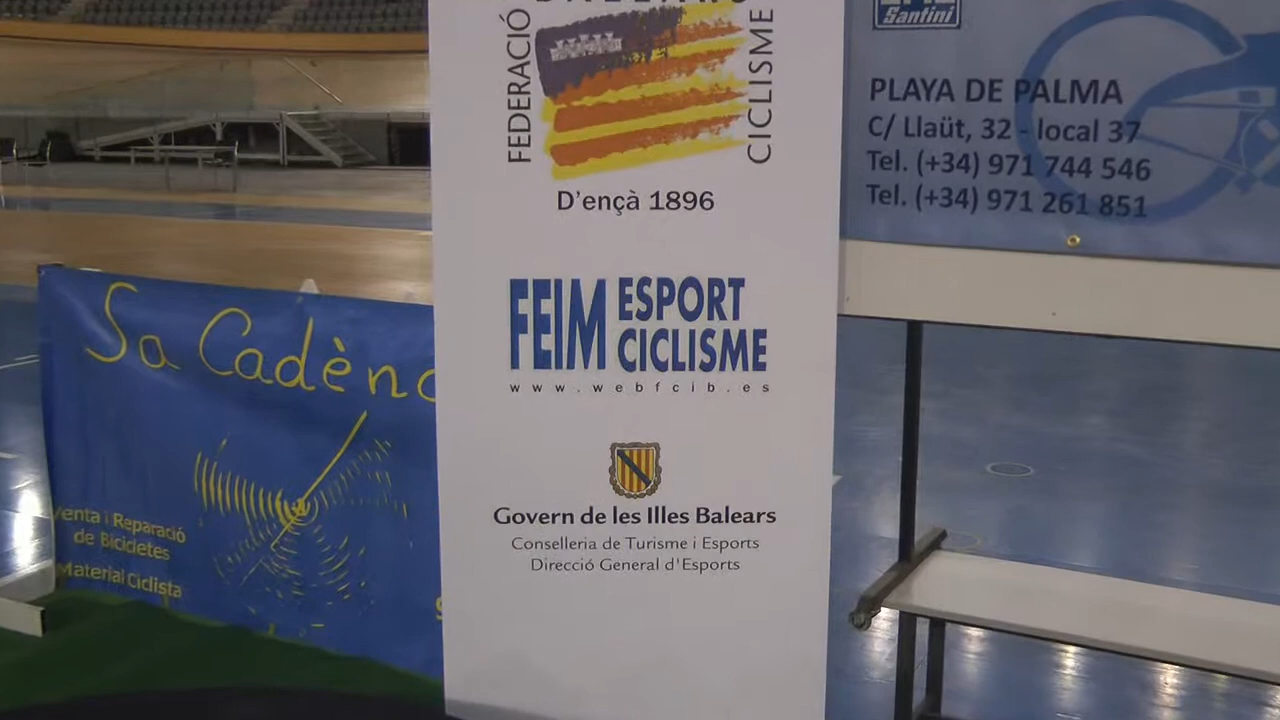 FEDERACIÓ
CICLISME
D'ençà 1896
FEIM ESPORT
CICLISME
www.webfcib.es
Govern de les Illes Balears
Conselleria de Turisme i Esports
Direcció General d'Esports
Sa Cadènc
Venta i Reparació
de Bicicletes
Material Ciclista
Santini
PLAYA DE PALMA
C/ Llaüt, 32 - local 37
Tel. (+34) 971 744 546
Tel. (+34) 971 261 851